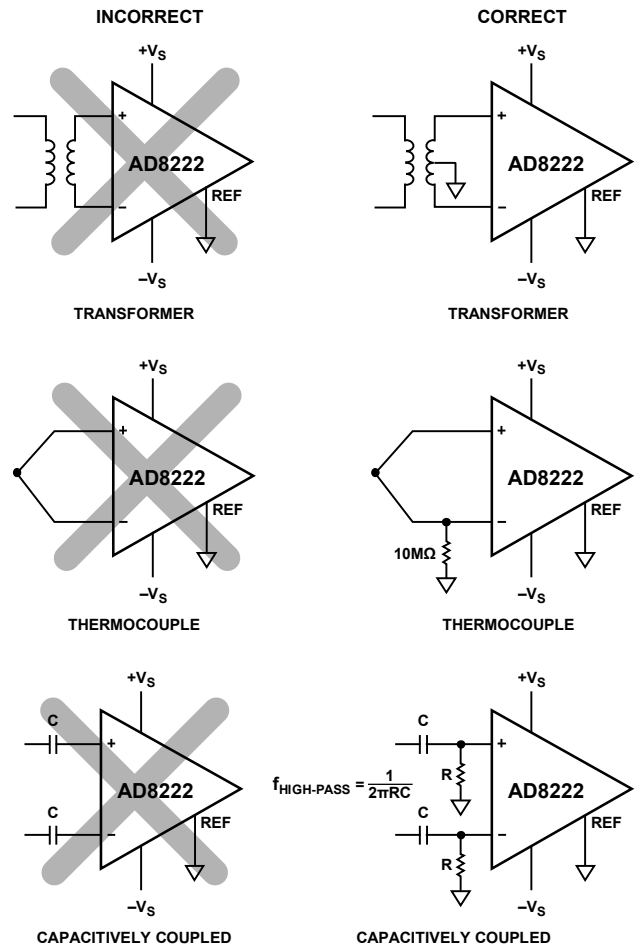 INCORRECT
CORRECT
+VS
+
AD8222
–
REF
–VS
TRANSFORMER
+VS
+
AD8222
–
REF
–VS
TRANSFORMER
+VS
+
AD8222
–
REF
–VS
THERMOCOUPLE
+VS
+
AD8222
–
REF
10MΩ
–VS
THERMOCOUPLE
+VS
C
+
AD8222
C
–
REF
–VS
CAPACITIVELY COUPLED
+VS
C
+
R
fHIGH-PASS = 1/2πRC
AD8222
C
–
REF
R
–VS
CAPACITIVELY COUPLED